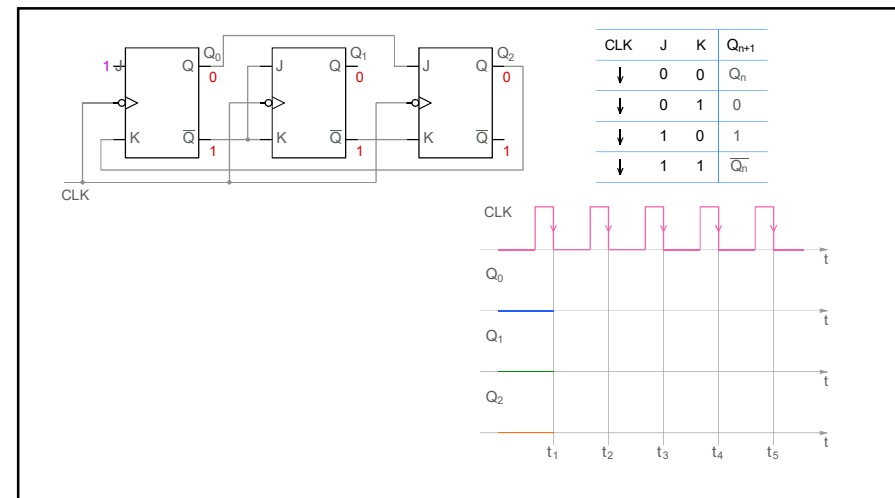 Q0 Q1 Q2
1 J Q J Q J Q
0 0 0
K Q̅ K Q̅ K Q̅
1 1 1
CLK
CLK J K Qn+1
↓ 0 0 Qn
↓ 0 1 0
↓ 1 0 1
↓ 1 1 Q̅n̅
CLK
t
Q0
t
Q1
t
Q2
t
t1 t2 t3 t4 t5